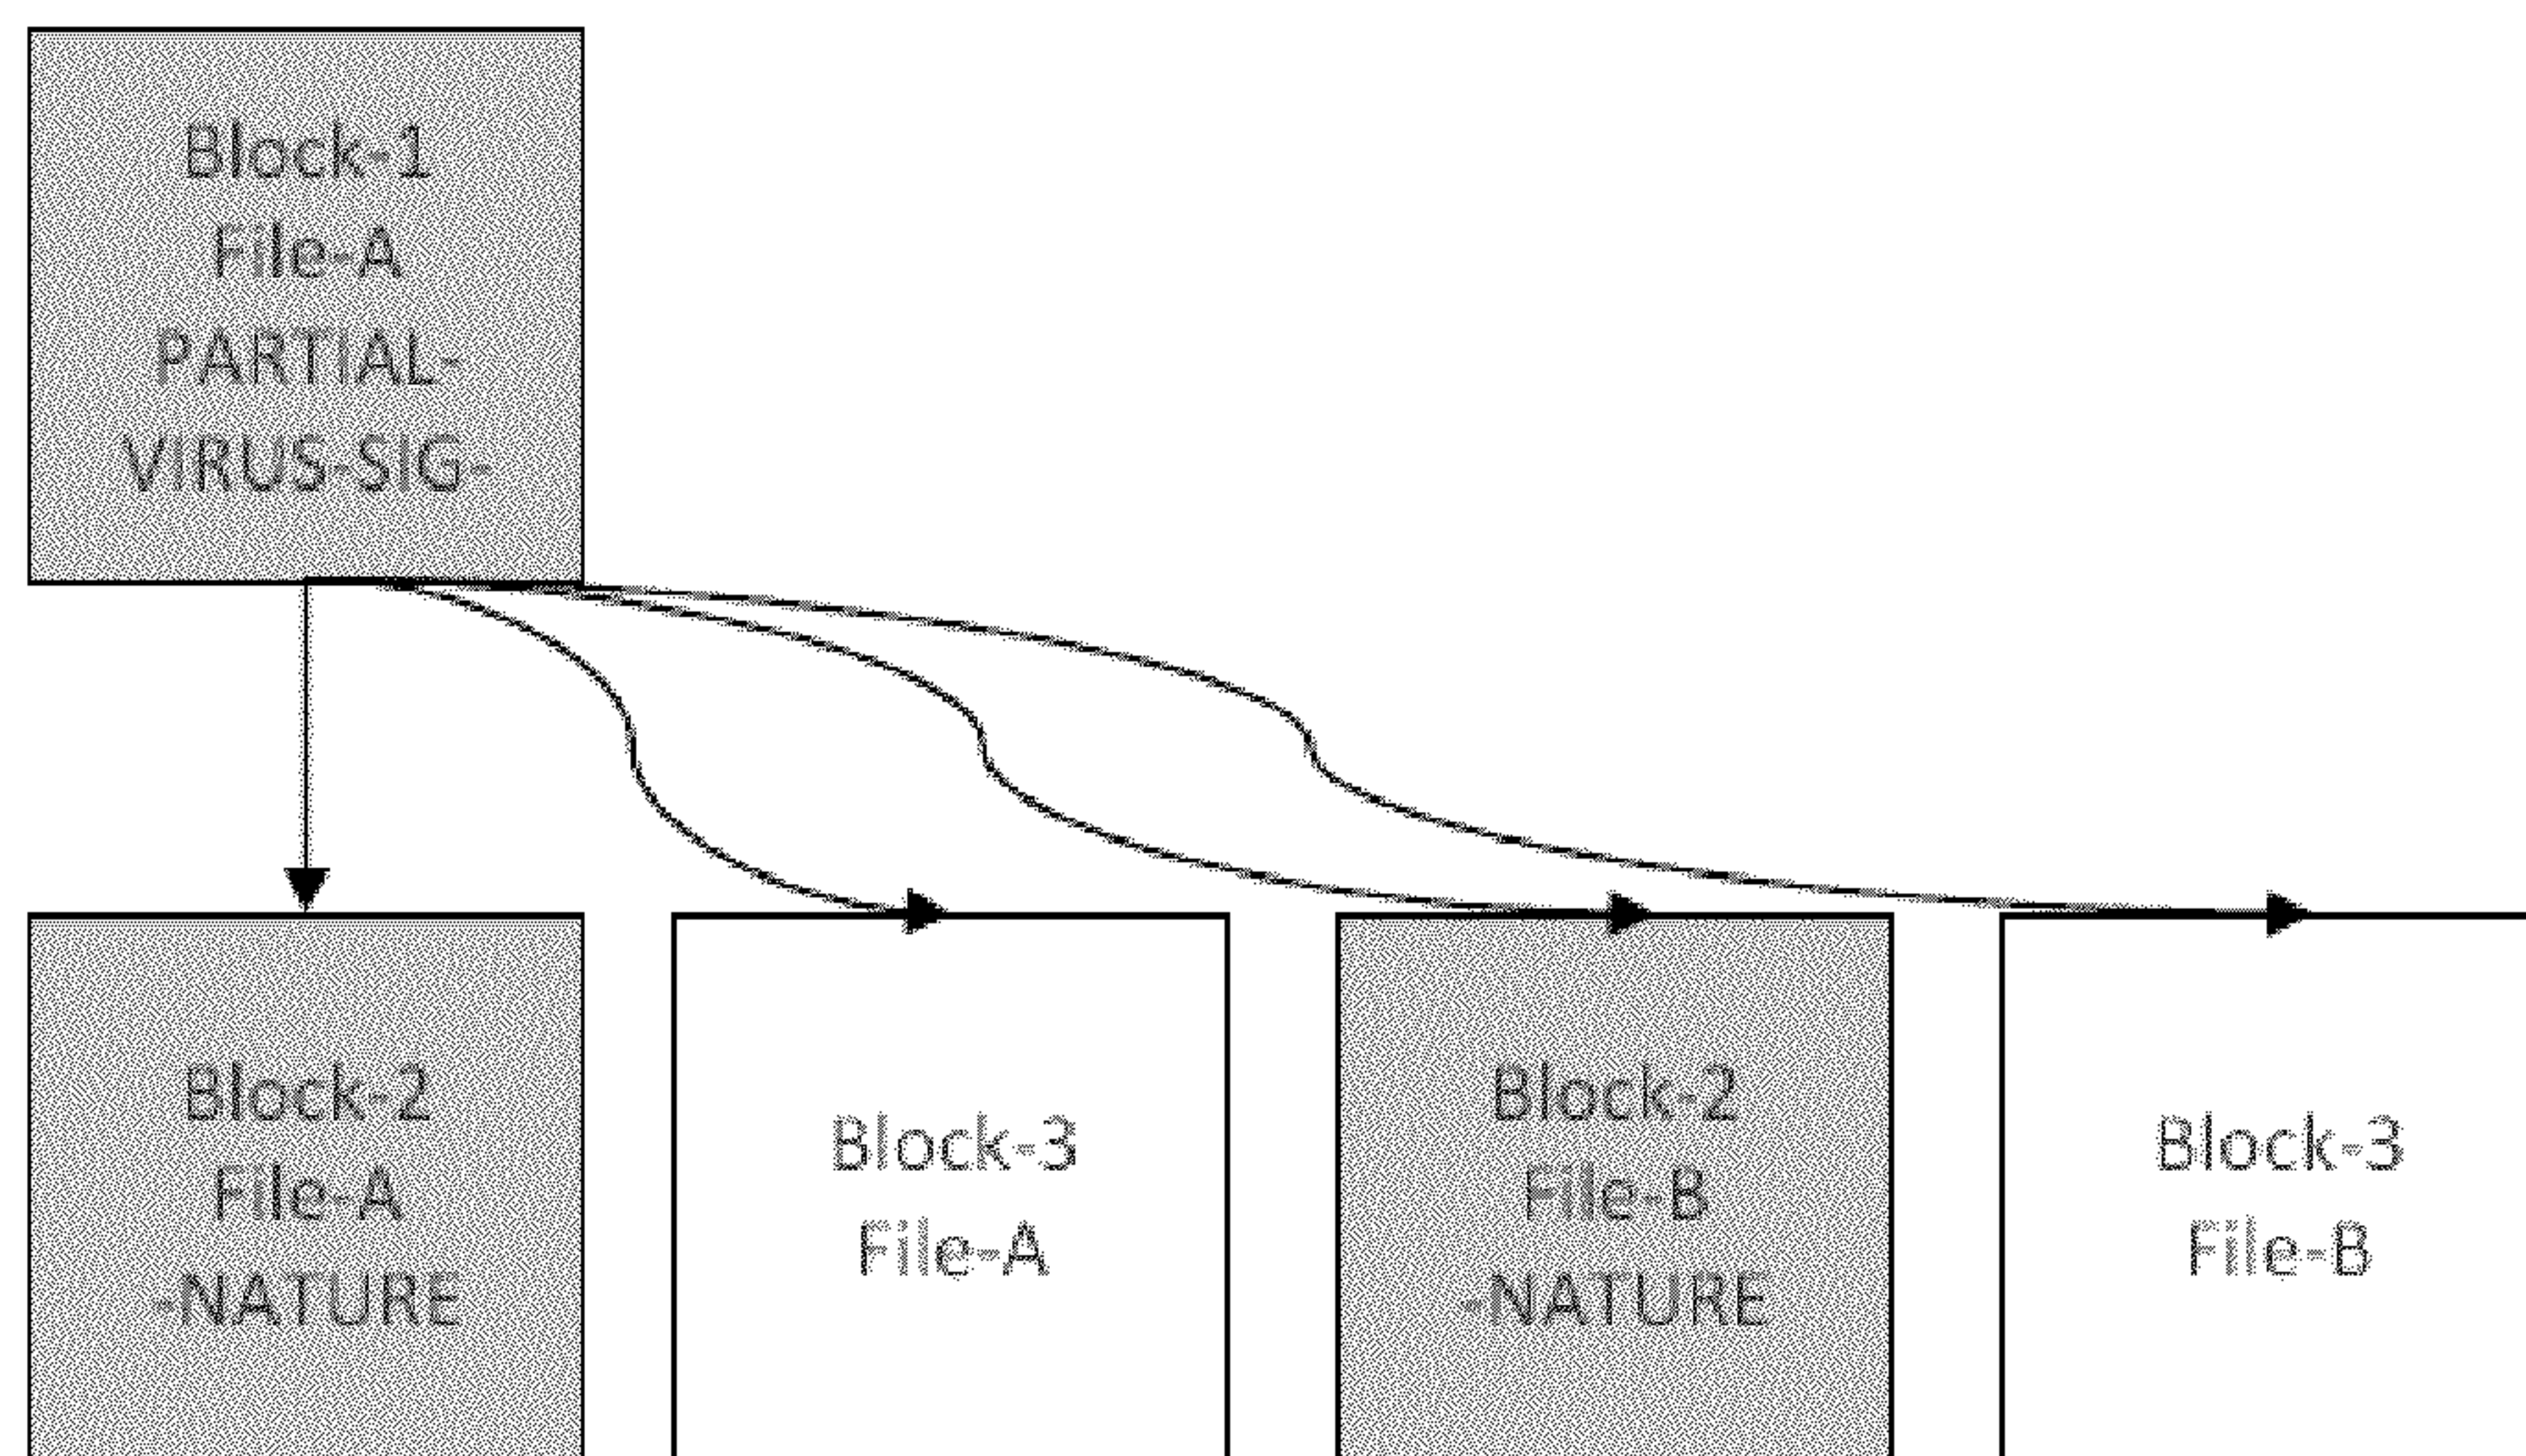 Block-1
File-A
PARTIAL-
VIRUS-SIG-
Block-2
File-A
-NATURE
Block-3
File-A
Block-2
File-B
-NATURE
Block-3
File-B